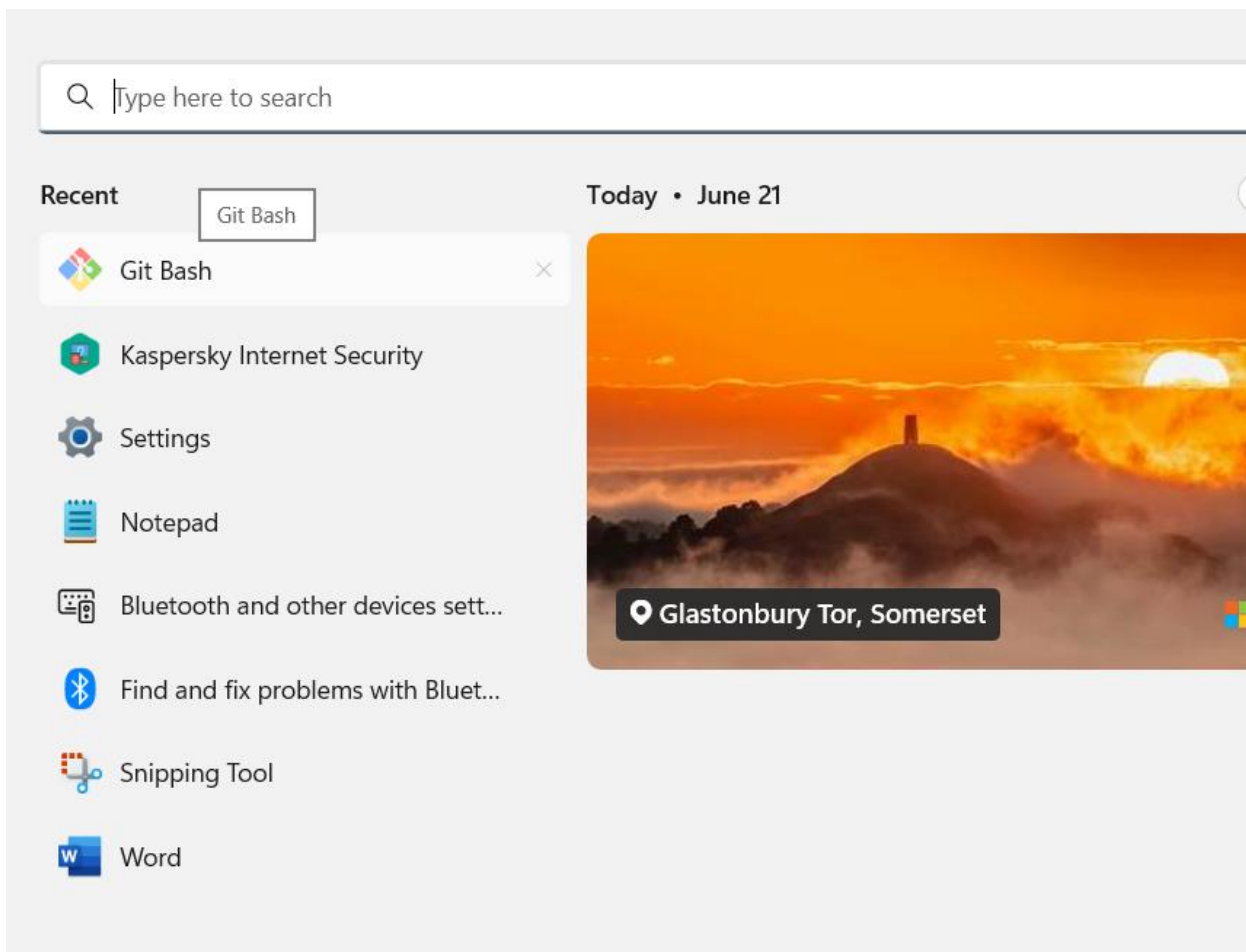 Type here to search
Recent
Git Bash
Git Bash
Kaspersky Internet Security
Settings
Notepad
Bluetooth and other devices sett...
Find and fix problems with Bluet...
Snipping Tool
W
Word
Today • June 21
Glastonbury Tor, Somerset